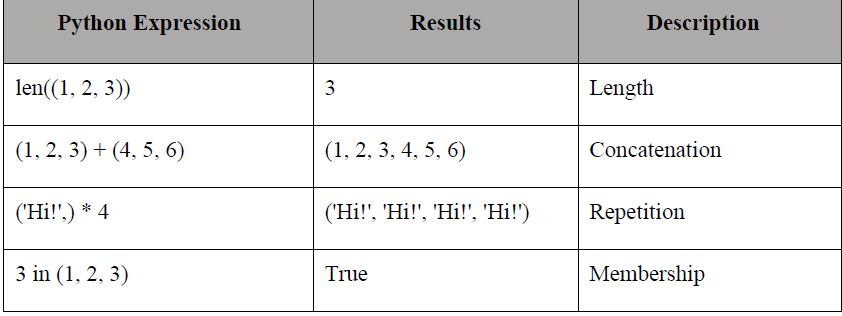 Python Expression Results Description
len((1, 2, 3)) 3 Length
(1, 2, 3) + (4, 5, 6) (1, 2, 3, 4, 5, 6) Concatenation
('Hi!',) * 4 ('Hi!', 'Hi!', 'Hi!', 'Hi!') Repetition
3 in (1, 2, 3) True Membership